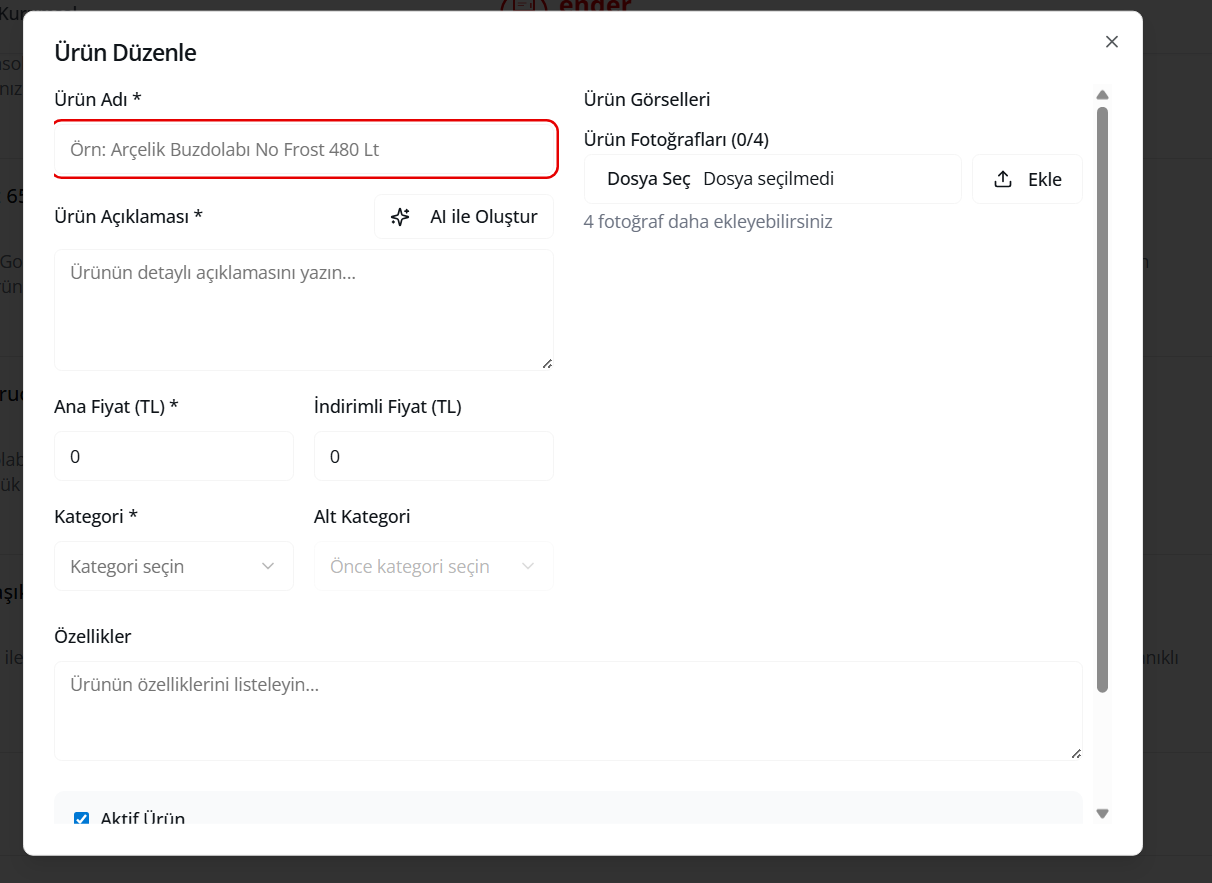 Ürün Düzenle
Ürün Adı *
Örn: Arçelik Buzdolabı No Frost 480 Lt
Ürün Açıklaması *
AI ile Oluştur
Ürünün detaylı açıklamasını yazın...
Ana Fiyat (TL) *
İndirimli Fiyat (TL)
0
0
Kategori *
Alt Kategori
Kategori seçin
Önce kategori seçin
Ürün Görselleri
Ürün Fotoğrafları (0/4)
Dosya Seç Dosya seçilmedi
Ekle
4 fotoğraf daha ekleyebilirsiniz
Özellikler
Ürünün özelliklerini listeleyin...
Aktif Ürün